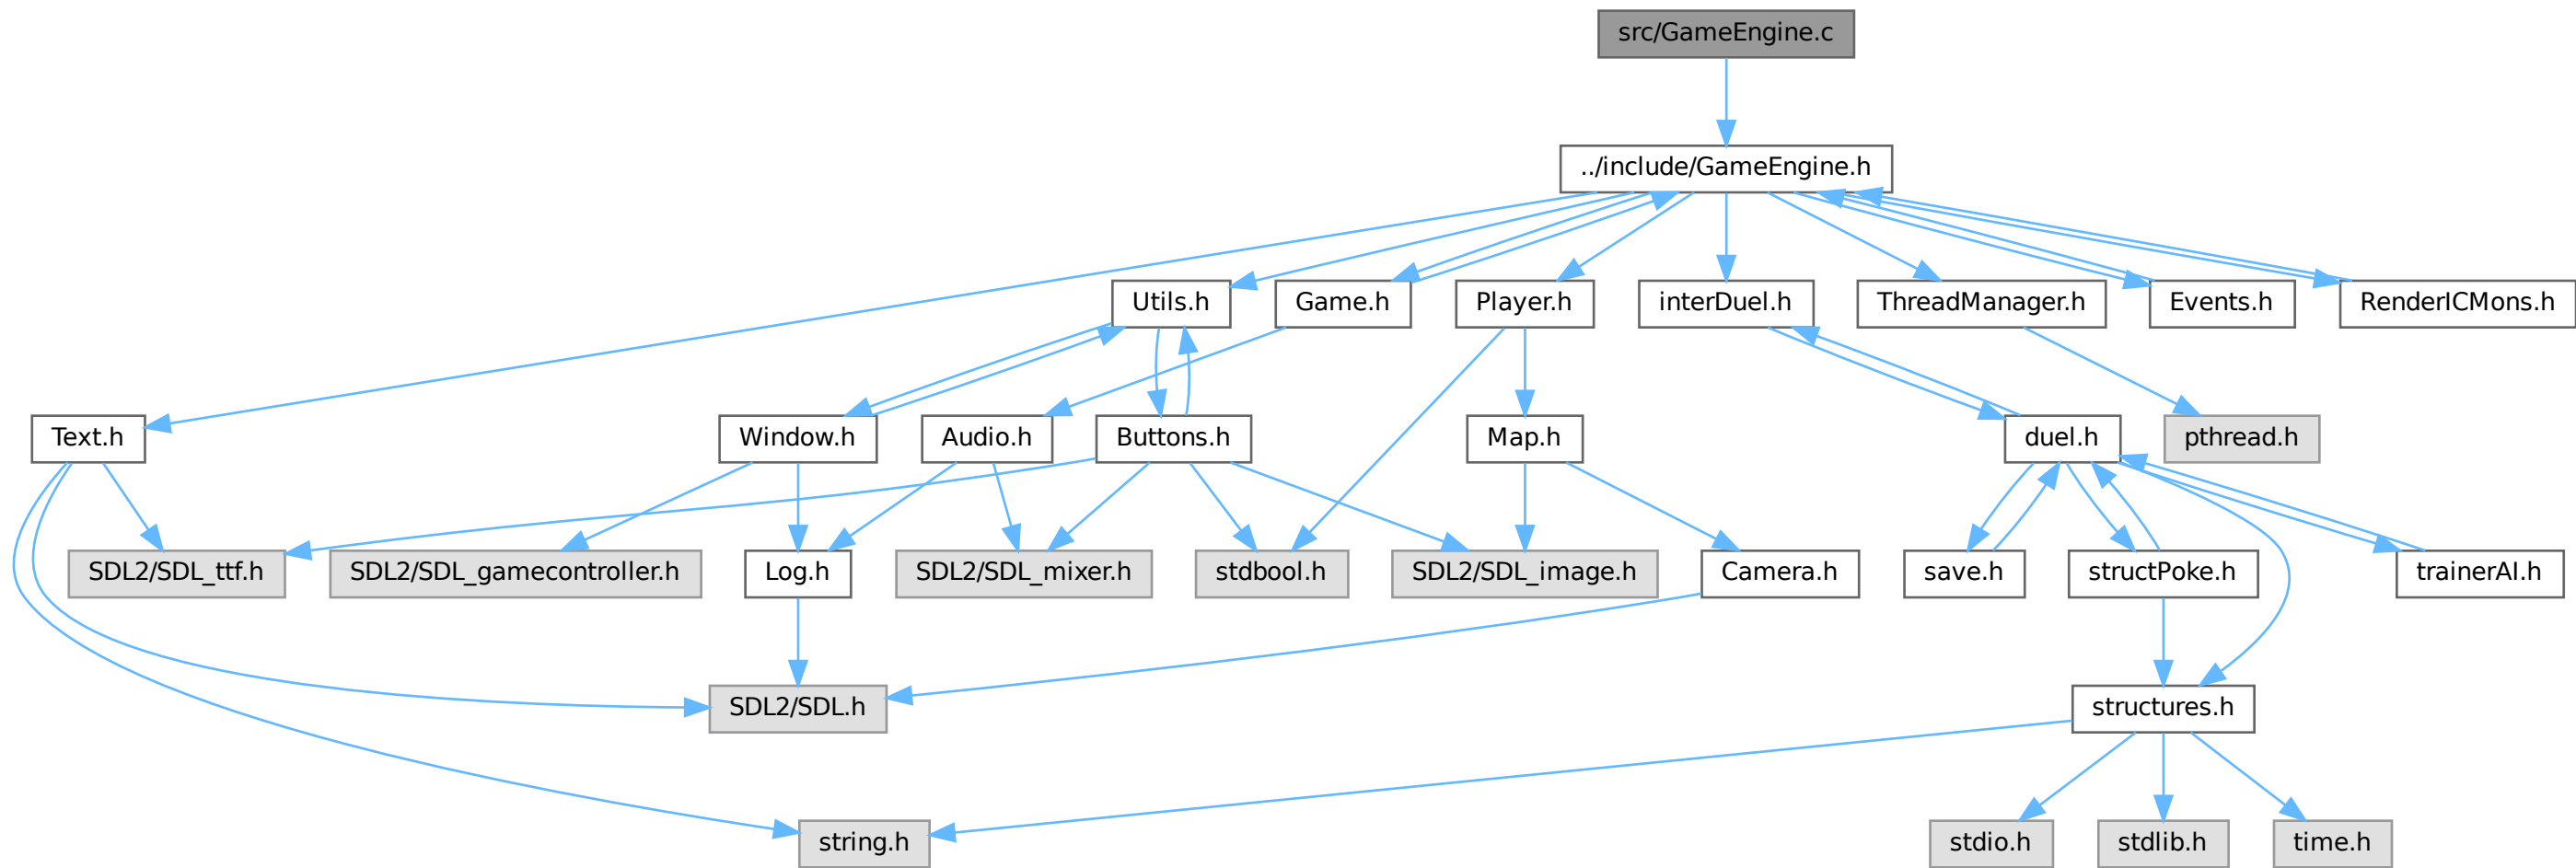 src/GameEngine.c
../include/GameEngine.h
Utils.h
Game.h
Player.h
interDuel.h
ThreadManager.h
Events.h
RenderICMons.h
Text.h
Window.h
Audio.h
Buttons.h
Map.h
duel.h
pthread.h
SDL2/SDL_ttf.h
SDL2/SDL_gamecontroller.h
Log.h
SDL2/SDL_mixer.h
stdbool.h
SDL2/SDL_image.h
Camera.h
save.h
structPoke.h
trainerAI.h
SDL2/SDL.h
structures.h
string.h
stdio.h
stdlib.h
time.h